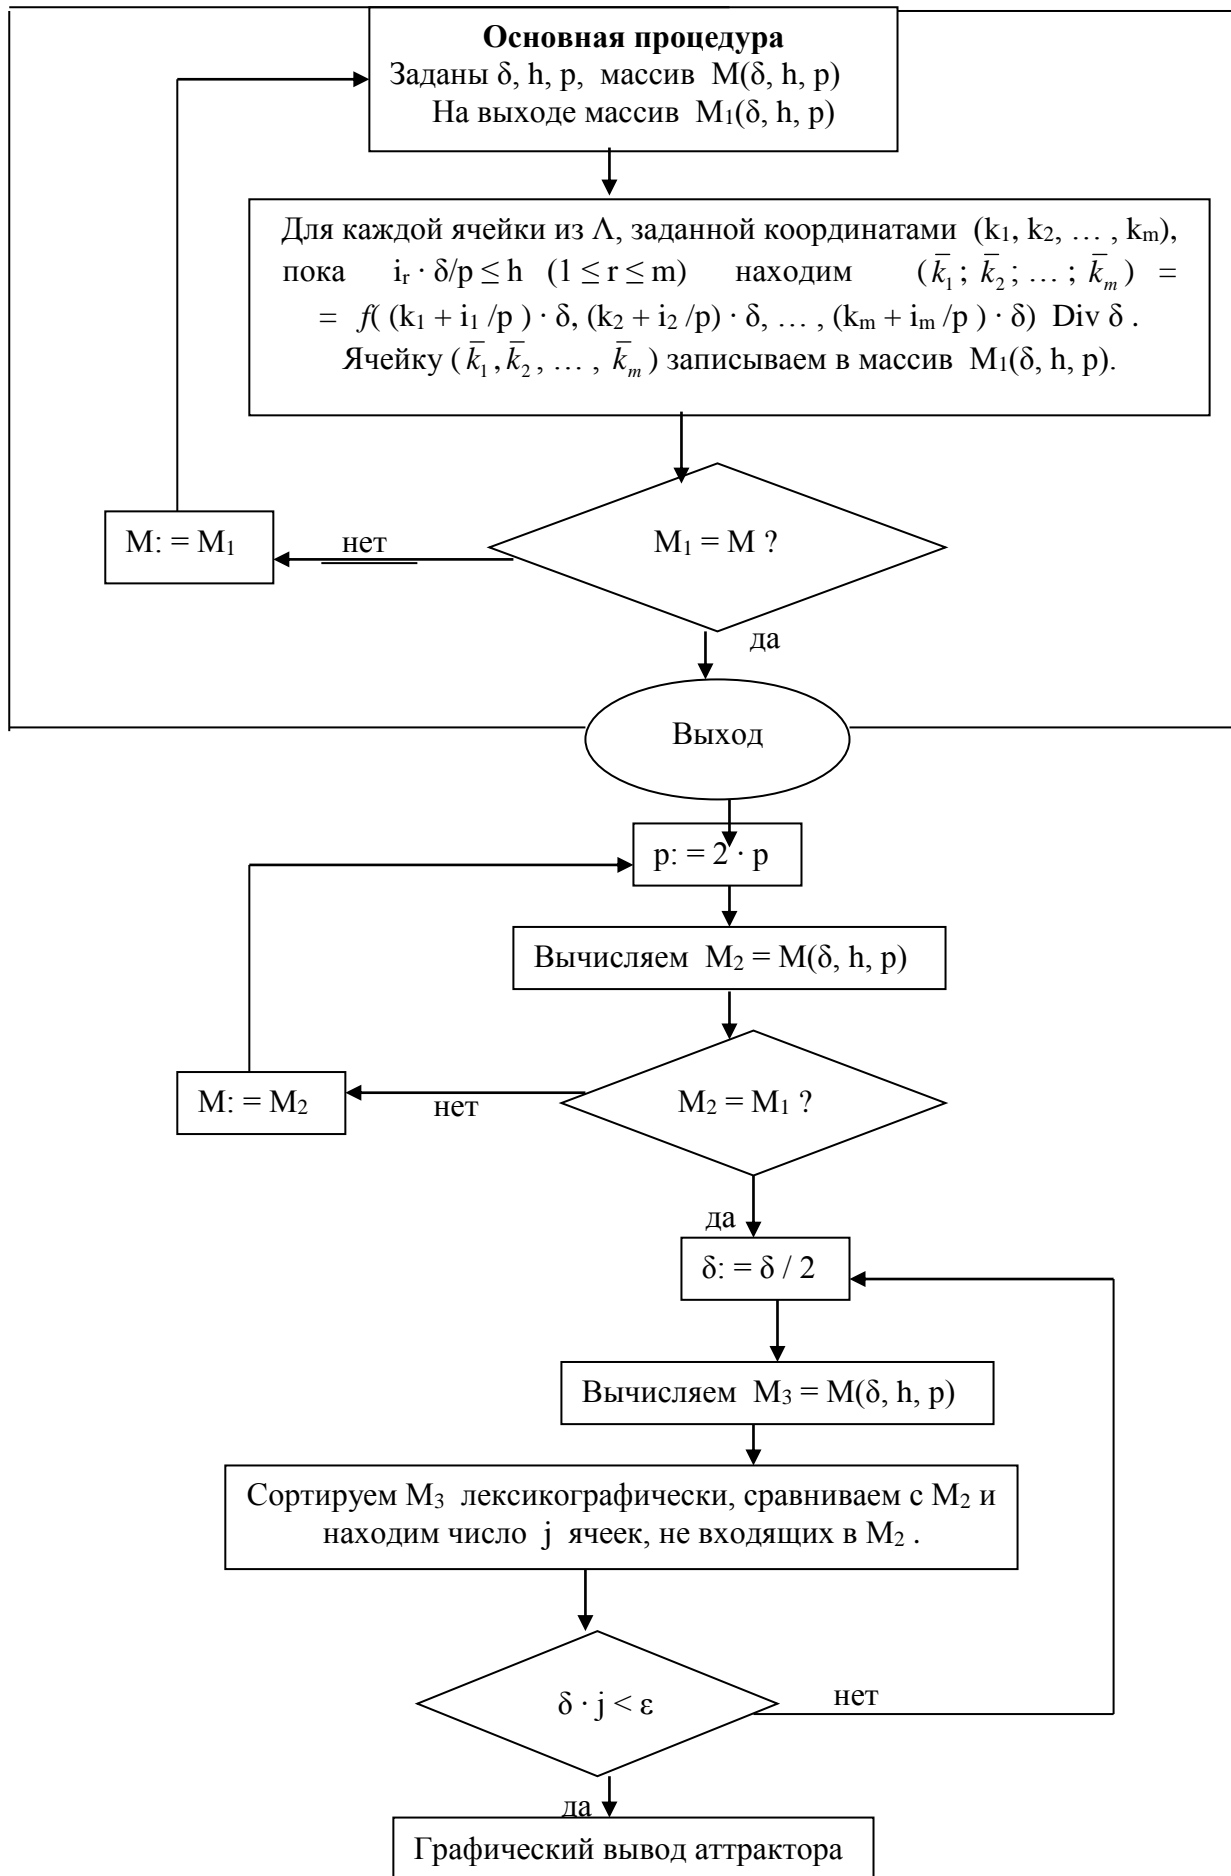 Основная процедура
Заданы δ, h, p, массив M(δ, h, p)
На выходе массив M₁(δ, h, p)
Для каждой ячейки из Λ, заданной координатами (k₁, k₂, … , kₘ),
пока iᵣ · δ/p ≤ h (1 ≤ r ≤ m) находим (k̅₁; k̅₂; … ; k̅ₘ) =
= f( (k₁ + i₁ /p ) · δ, (k₂ + i₂ /p) · δ, … , (kₘ + iₘ /p ) · δ) Div δ .
Ячейку (k̅₁, k̅₂, … , k̅ₘ) записываем в массив M₁(δ, h, p).
M: = M₁
нет
M₁ = M ?
да
Выход
p: = 2 · p
Вычисляем M₂ = M(δ, h, p)
M: = M₂
нет
M₂ = M₁ ?
да
δ: = δ / 2
Вычисляем M₃ = M(δ, h, p)
Сортируем M₃ лексикографически, сравниваем с M₂ и
находим число j ячеек, не входящих в M₂ .
δ · j < ε
нет
да
Графический вывод аттрактора